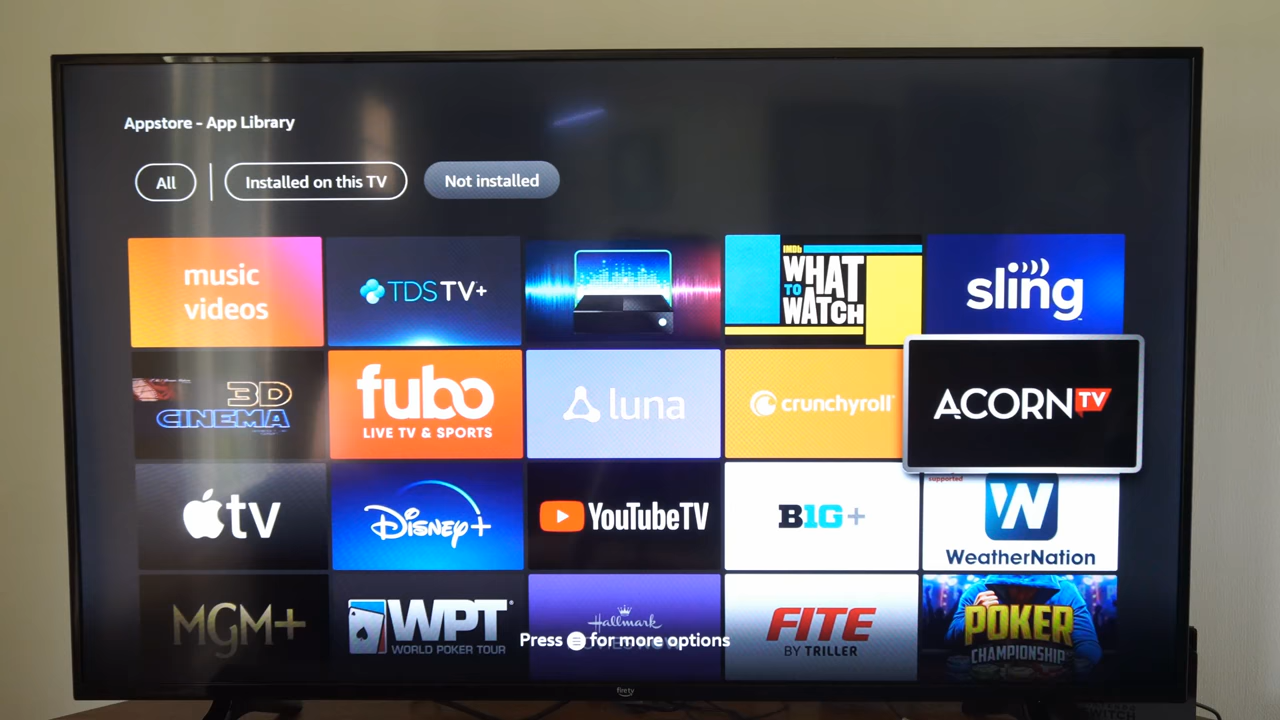 Appstore - App Library
All
Installed on this TV
Not installed
music
videos
TDS TV+
IMDb
WHAT
TO
WATCH
sling
3D
CINEMA
fubo
LIVE TV & SPORTS
luna
crunchyroll
ACORN TV
tv
Disney+
YouTubeTV
B1G+
supported
W
WeatherNation
MGM+
WPT
WORLD POKER TOUR
Hallmark
FITE
BY TRILLER
POKER
CHAMPIONSHIP
Press for more options
firetv